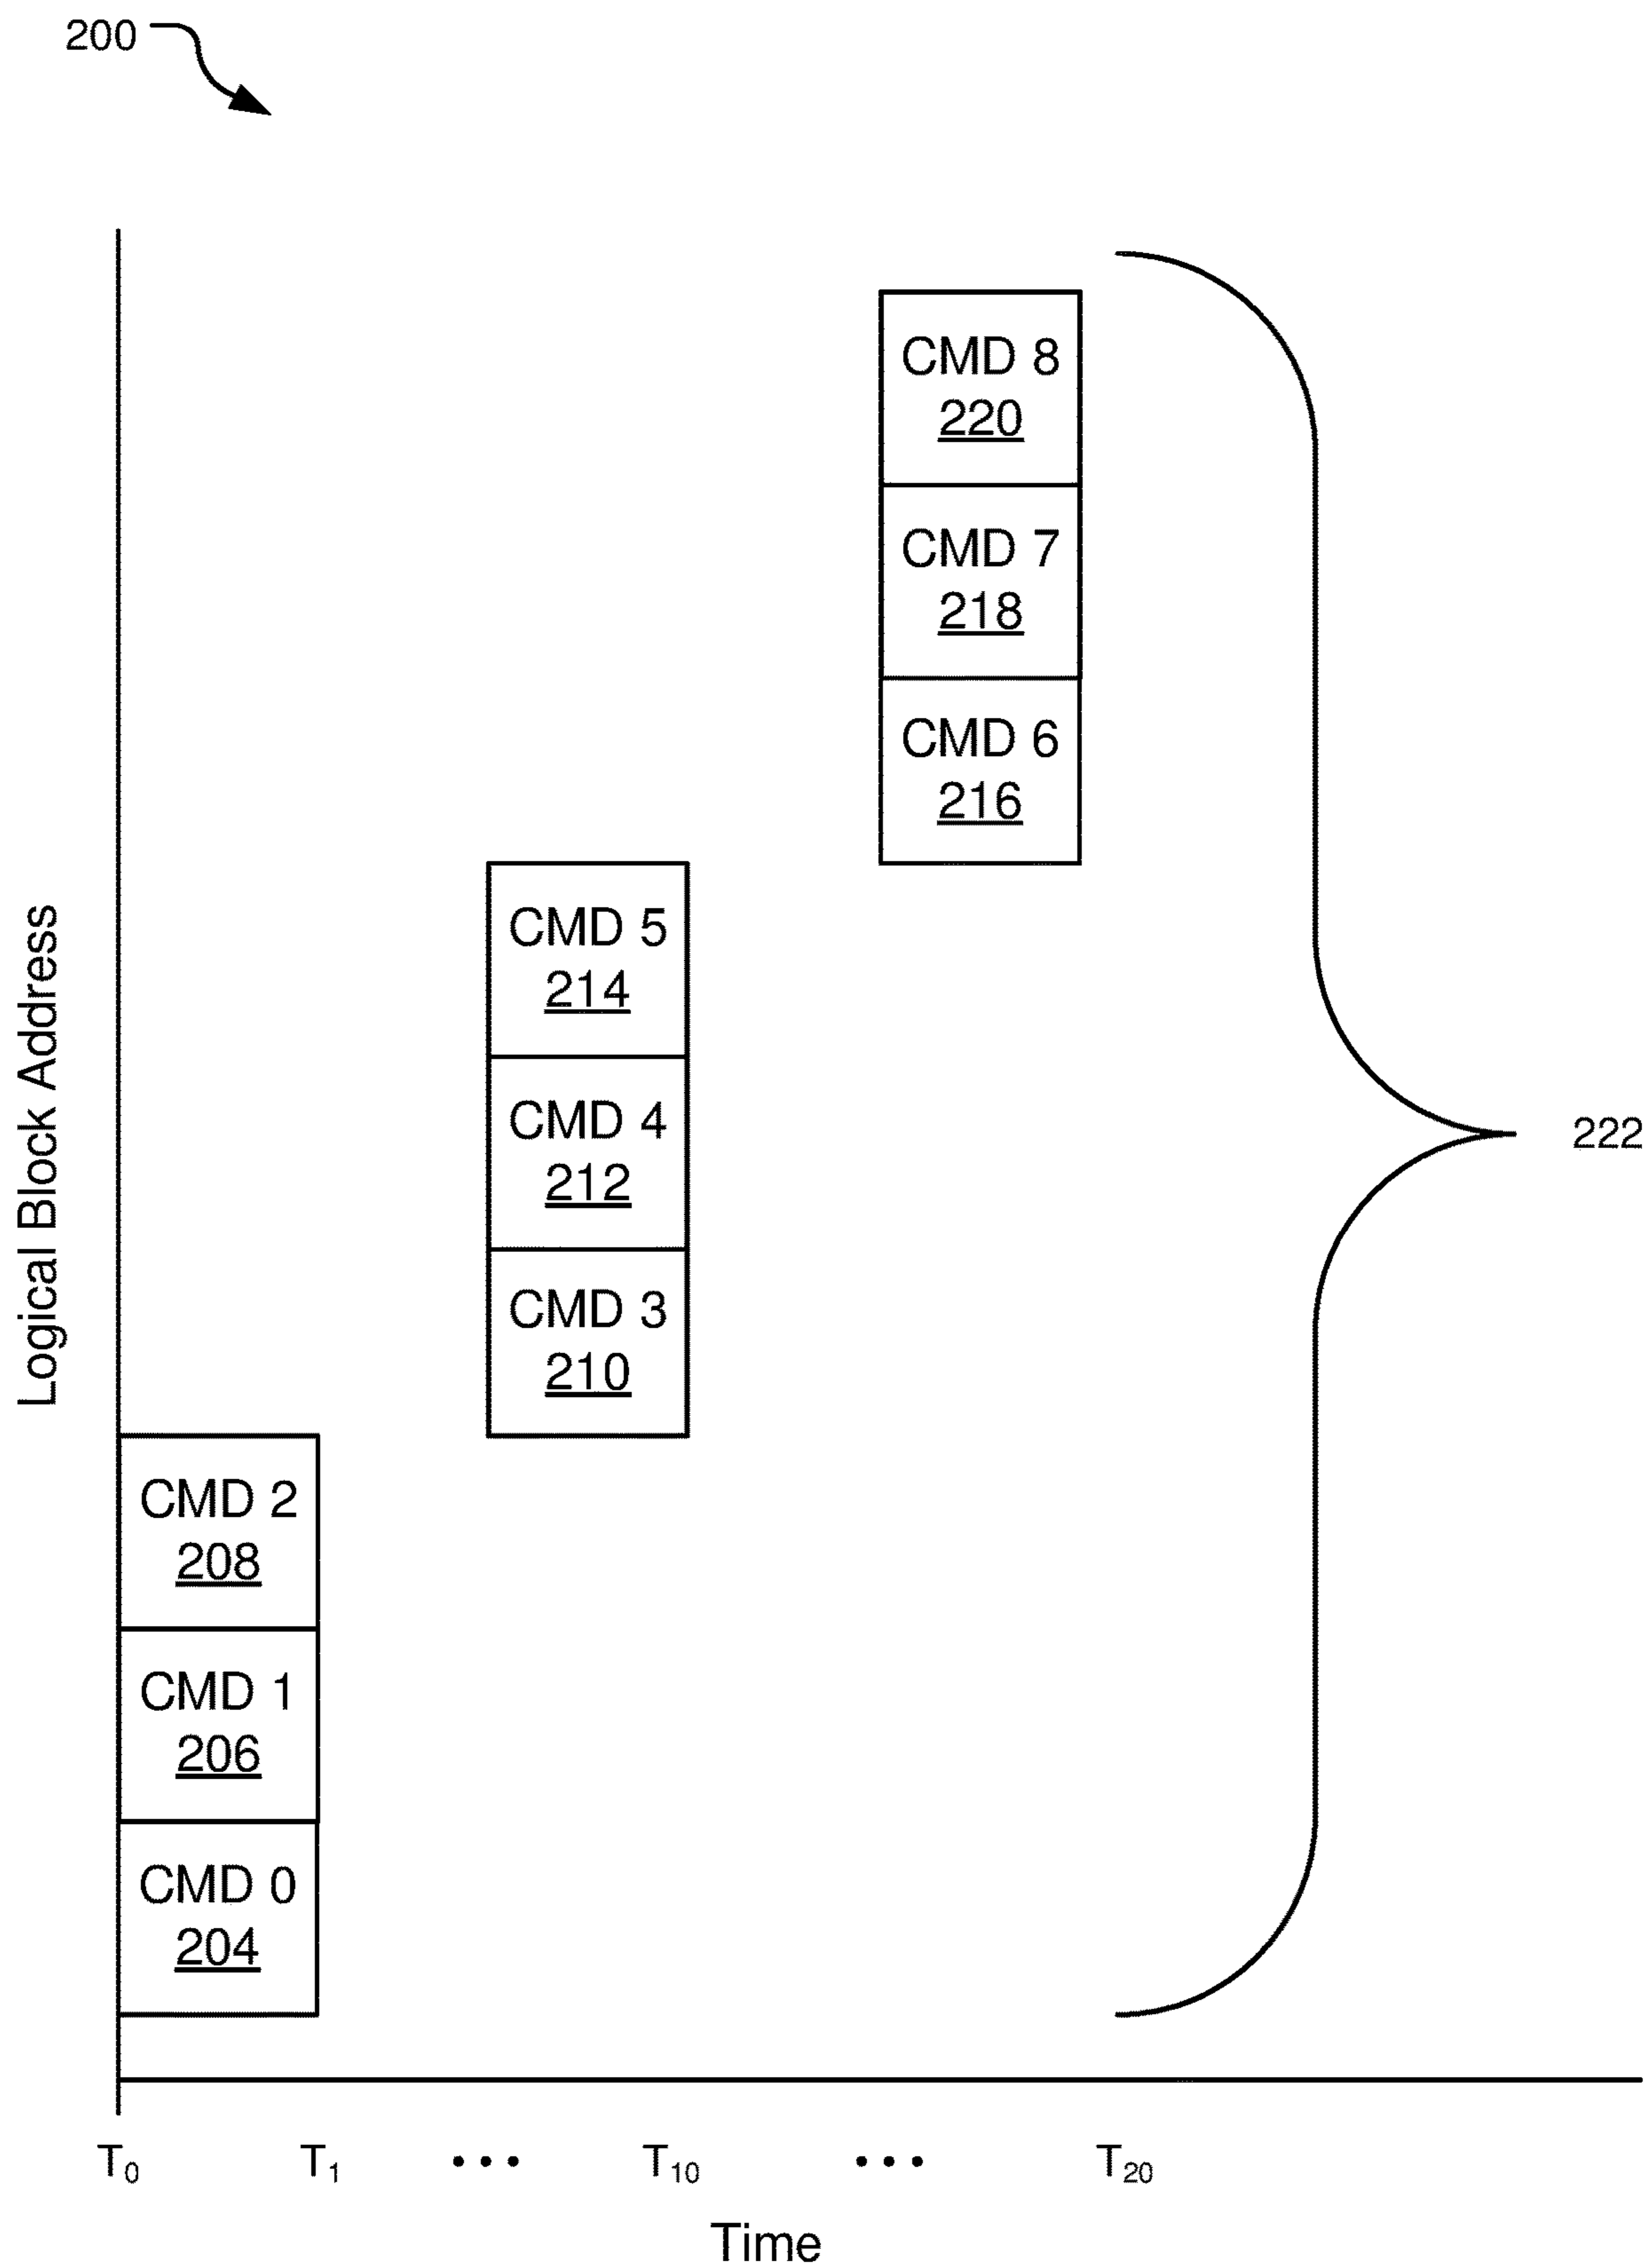 200
CMD 8
220
CMD 7
218
CMD 6
216
CMD 5
214
CMD 4
212
CMD 3
210
222
Logical Block Address
CMD 2
208
CMD 1
206
CMD 0
204
T0 T1 ••• T10 ••• T20
Time